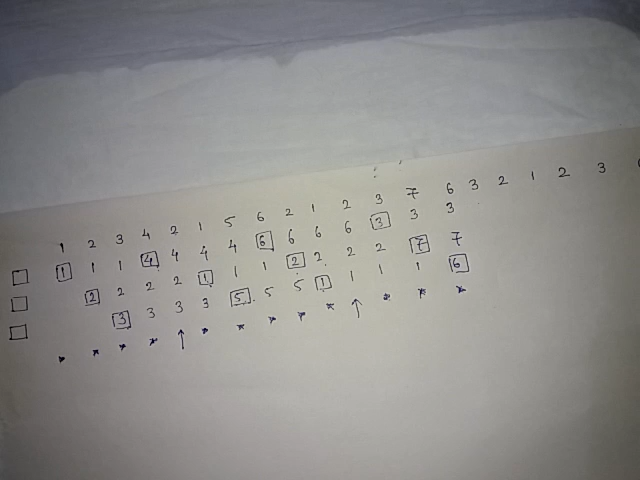 1 2 3 4 2 1 5 6 2 1 2 3 7 6 3 2 1 2 3
1 1 1 4 4 4 4 6 6 6 6 3 3 3
2 2 2 2 1 1 1 2 2 2 2 7 7
3 3 3 3 5 5 5 1 1 1 1 6
* * * * ↑ * * * * * ↑ * * *